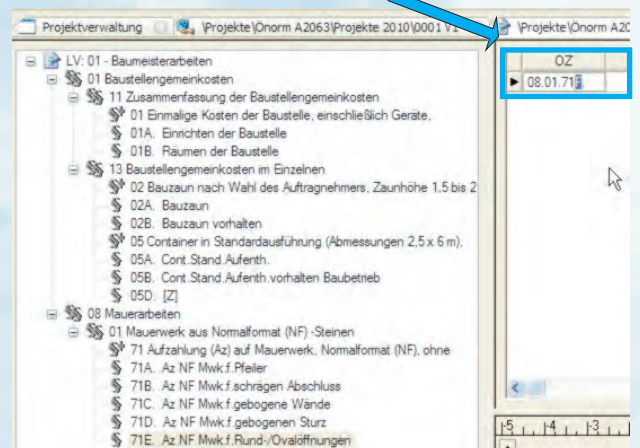 Projektverwaltung \Projekte\Önorm A2063\Projekte 2010\0001 V1 \Projekte\Önorm A20
LV: 01 - Baumeisterarbeiten
01 Baustellengemeinkosten
11 Zusammenfassung der Baustellengemeinkosten
01 Einmalige Kosten der Baustelle, einschließlich Geräte,
01A. Einrichten der Baustelle
01B. Räumen der Baustelle
13 Baustellengemeinkosten im Einzelnen
02 Bauzaun nach Wahl des Auftragnehmers, Zaunhöhe 1,5 bis 2
02A. Bauzaun
02B. Bauzaun vorhalten
05 Container in Standardausführung (Abmessungen 2,5 x 6 m),
05A. Cont.Stand.Aufenth.
05B. Cont.Stand.Aufenth.vorhalten Baubetrieb
05D. [Z]
08 Mauerarbeiten
01 Mauerwerk aus Normalformat (NF) -Steinen
71 Aufzahlung (Az) auf Mauerwerk, Normalformat (NF), ohne
71A. Az NF Mwk.f.Pfeiler
71B. Az NF Mwk.f.schrägen Abschluss
71C. Az NF Mwk.f.gebogene Wände
71D. Az NF Mwk.f.gebogenen Sturz
71E. Az NF Mwk.f.Rund-/Ovalöffnungen
OZ
08.01.71
-5 -4 -3